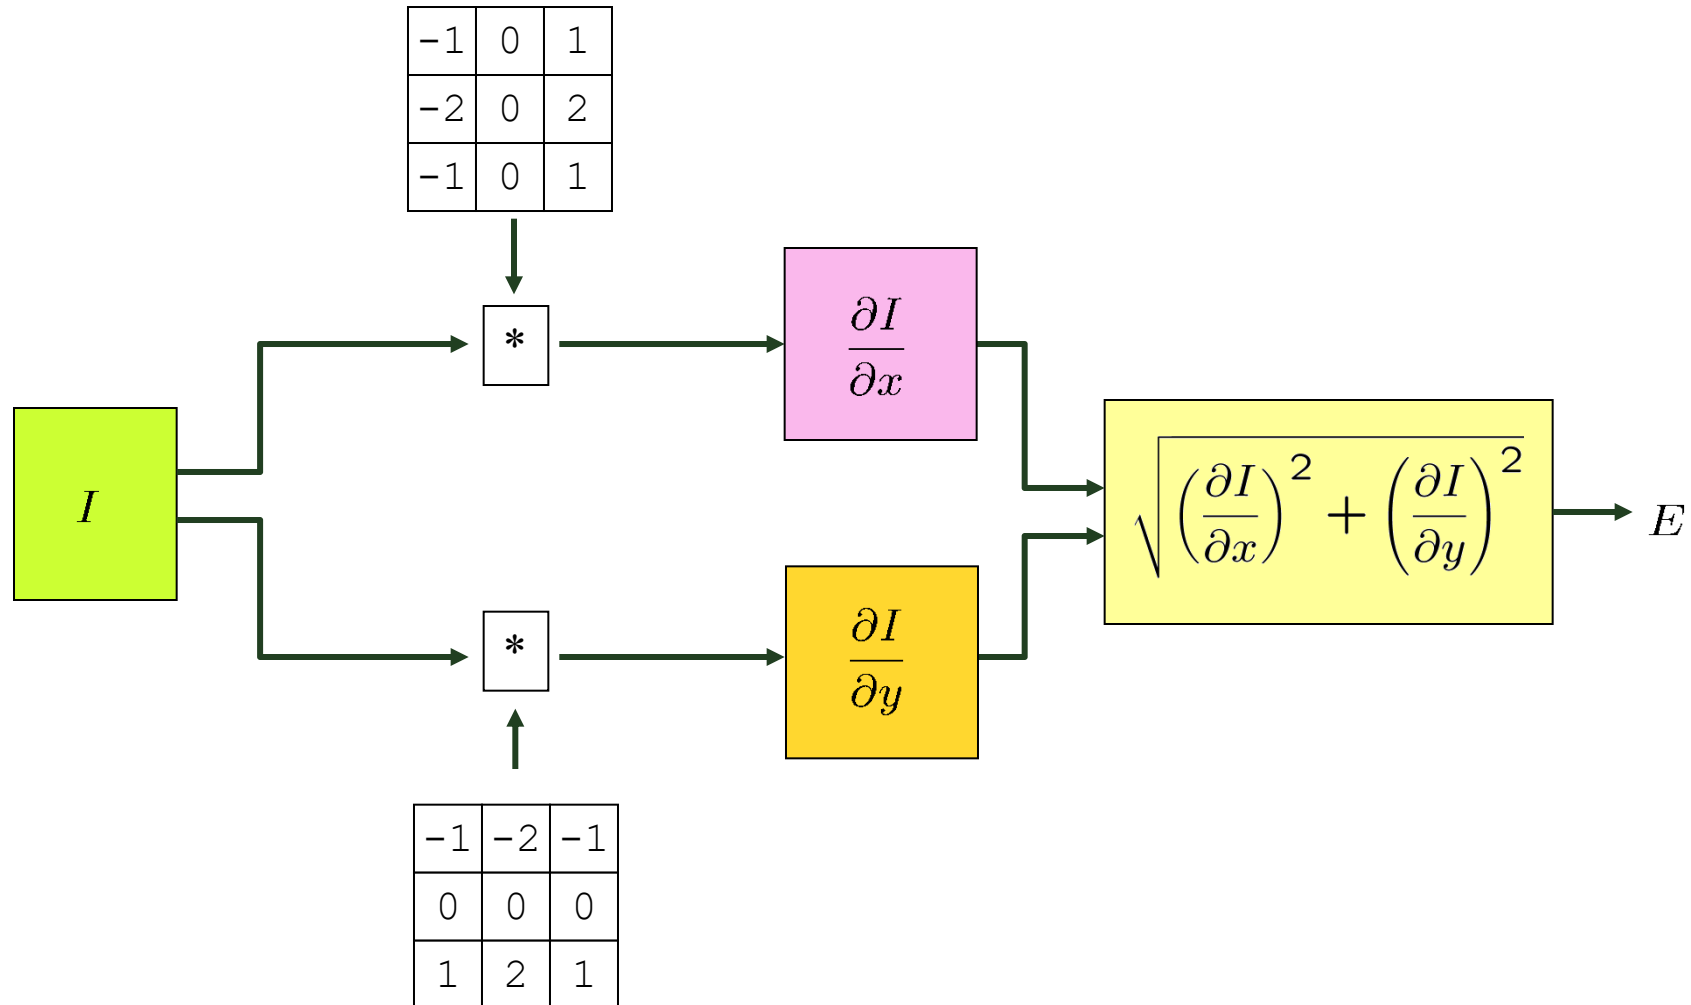 -1 0 1
-2 0 2
-1 0 1
*
∂I
∂x
I
√((∂I/∂x)^2 + (∂I/∂y)^2)
E
*
∂I
∂y
-1 -2 -1
0 0 0
1 2 1